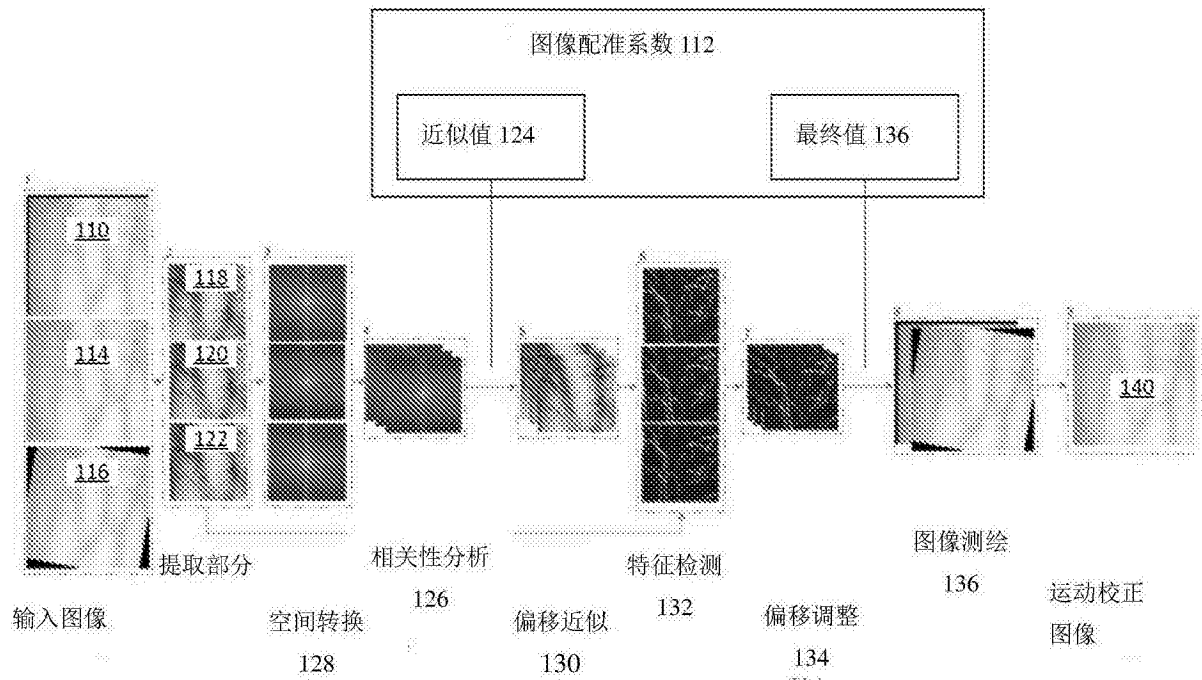 图像配准系数 112
近似值 124
最终值 136
110
114
116
118
120
122
140
提取部分
相关性分析
126
特征检测
132
图像测绘
136
输入图像
空间转换
128
偏移近似
130
偏移调整
134
运动校正
图像